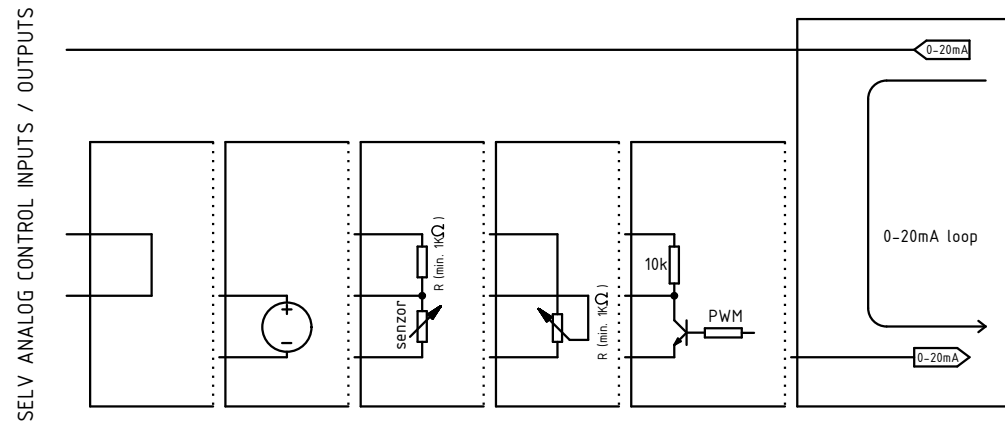 SELV ANALOG CONTROL INPUTS / OUTPUTS
0-20mA
R (min. 1KΩ)
senzor
R (min. 1KΩ)
10k
PWM
0-20mA loop
0-20mA